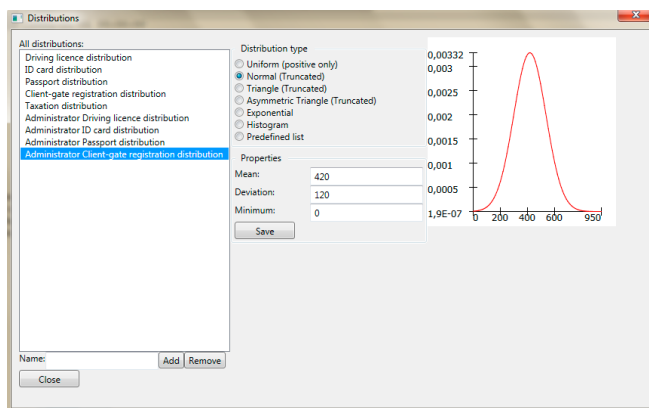 Distributions
All distributions:
Driving licence distribution
ID card distribution
Passport distribution
Client-gate registration distribution
Taxation distribution
Administrator Driving licence distribution
Administrator ID card distribution
Administrator Passport distribution
Administrator Client-gate registration distribution
Name:
Add
Remove
Close
Distribution type
Uniform (positive only)
Normal (Truncated)
Triangle (Truncated)
Asymmetric Triangle (Truncated)
Exponential
Histogram
Predefined list
Properties
Mean: 420
Deviation: 120
Minimum: 0
Save
0,00332
0,003
0,0025
0,002
0,0015
0,001
0,0005
1,9E-07
0 200 400 600 950